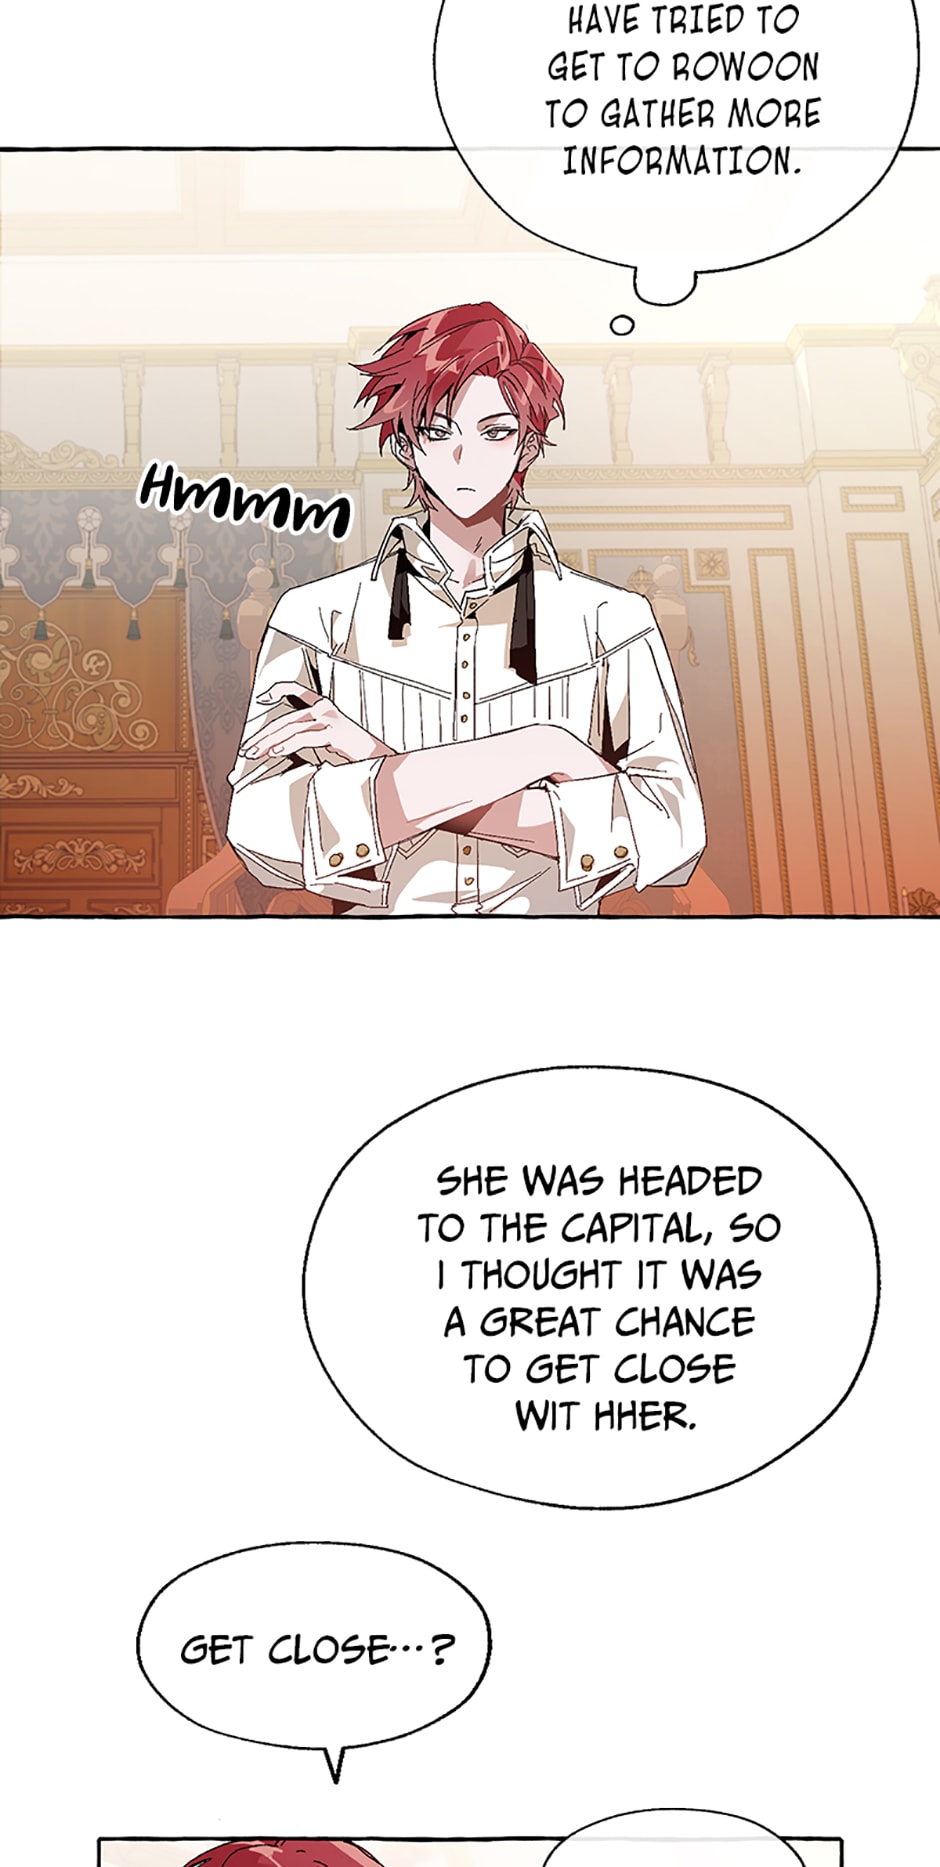 HAVE TRIED TO
GET TO ROWOON
TO GATHER MORE
INFORMATION.
HMMMM
SHE WAS HEADED
TO THE CAPITAL, SO
I THOUGHT IT WAS
A GREAT CHANCE
TO GET CLOSE
WIT HHER.
GET CLOSE...?